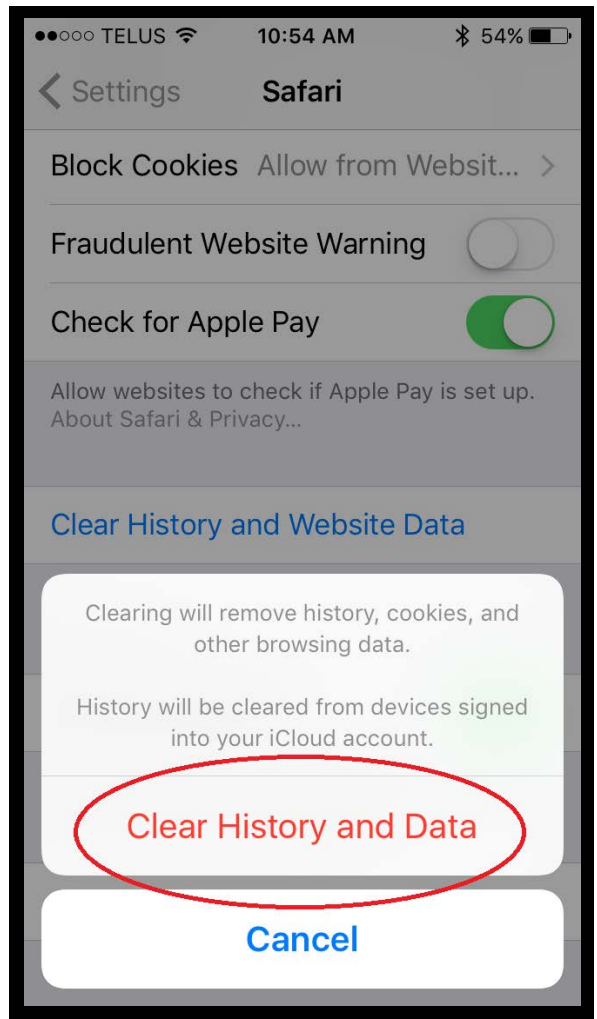 TELUS 10:54 AM 54%
Settings Safari
Block Cookies Allow from Websit...
Fraudulent Website Warning
Check for Apple Pay
Allow websites to check if Apple Pay is set up.
About Safari & Privacy...
Clear History and Website Data
Clearing will remove history, cookies, and
other browsing data.
History will be cleared from devices signed
into your iCloud account.
Clear History and Data
Cancel